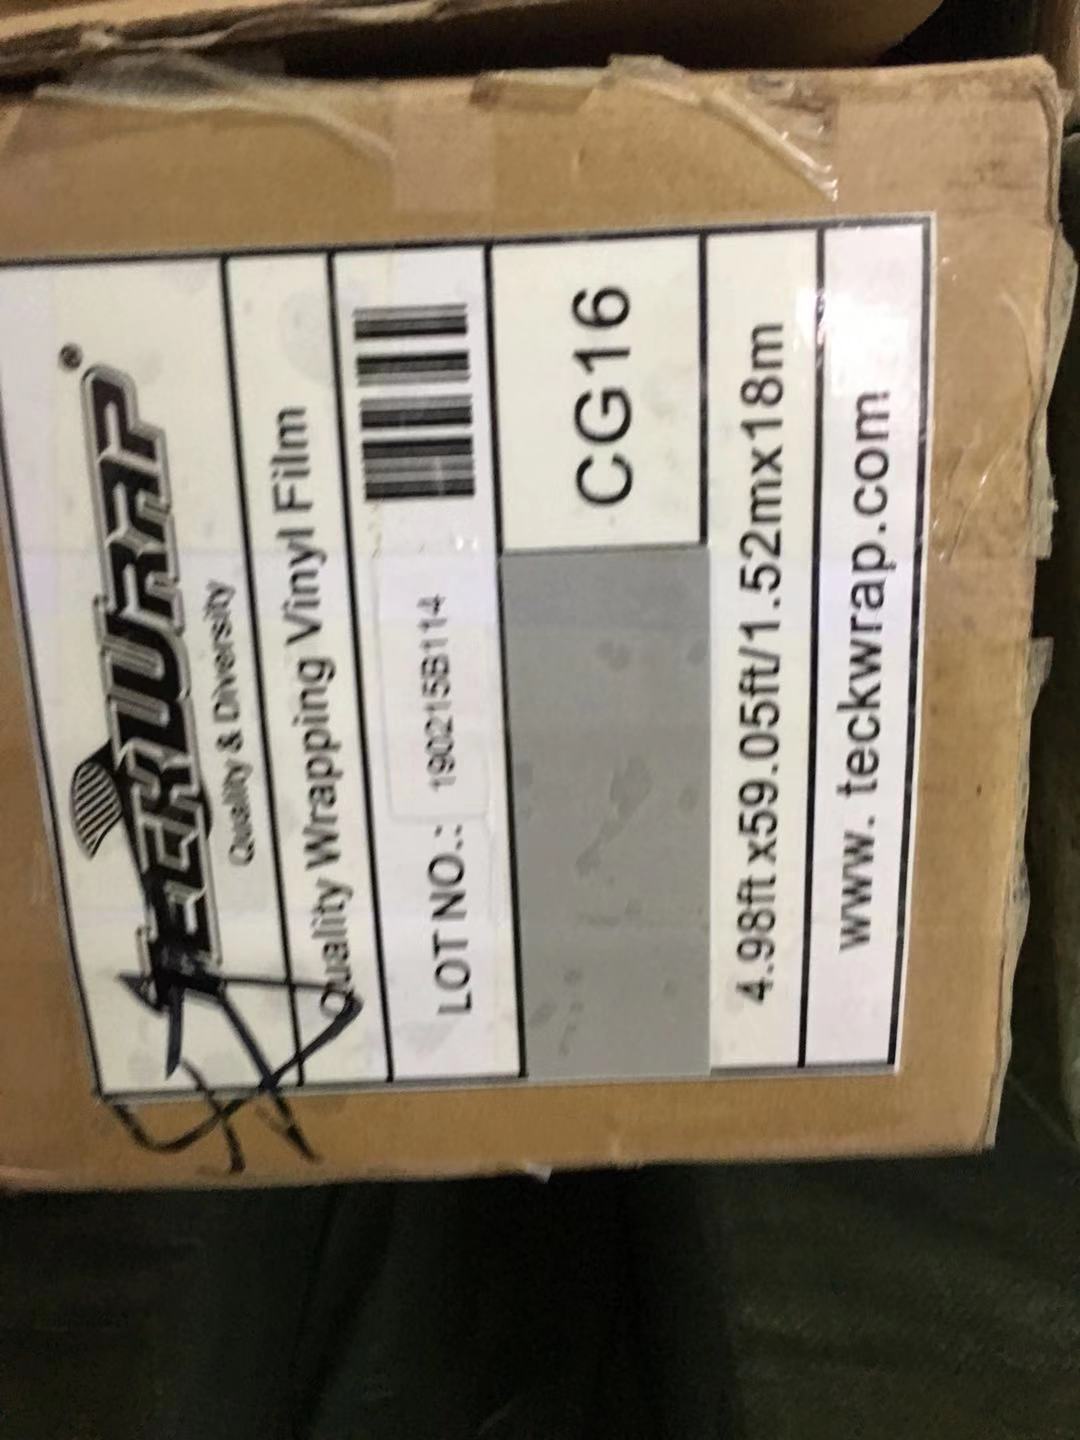 TECKWRAP®
Quality & Diversity
Quality Wrapping Vinyl Film
LOT NO.: 190215B114
CG16
4.98ft x59.05ft/1.52mx18m
www. teckwrap.com